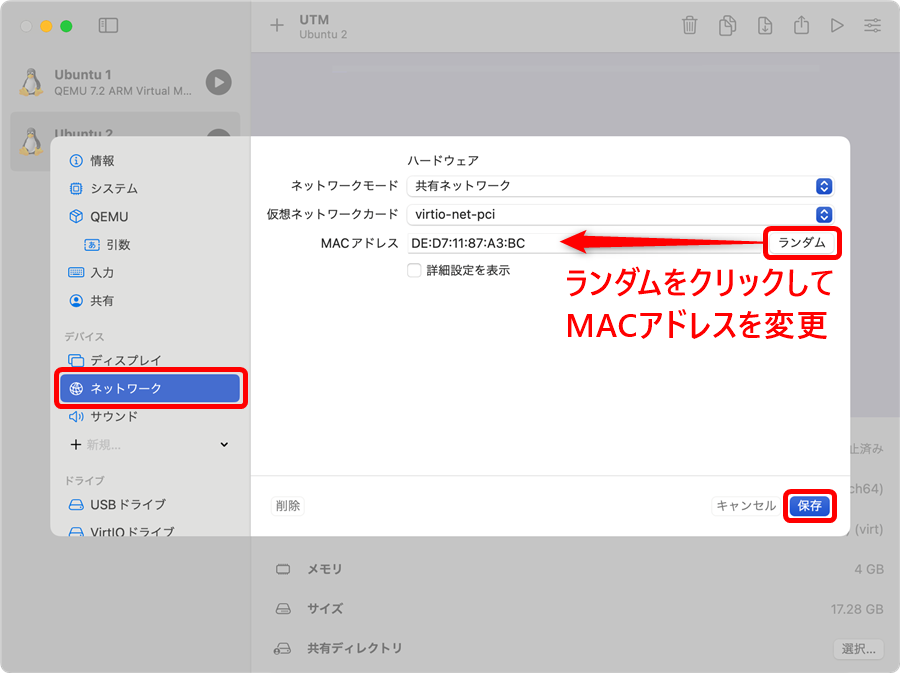 UTM
Ubuntu 2
Ubuntu 1
QEMU 7.2 ARM Virtual M...
Ubuntu 2
情報
システム
QEMU
引数
入力
共有
デバイス
ディスプレイ
ネットワーク
サウンド
新規...
ドライブ
USBドライブ
VirtIOドライブ
ハードウェア
ネットワークモード 共有ネットワーク
仮想ネットワークカード virtio-net-pci
MACアドレス DE:D7:11:87:A3:BC ランダム
詳細設定を表示
ランダムをクリックして
MACアドレスを変更
削除 キャンセル 保存
止済み
ch64)
(virt)
メモリ 4 GB
サイズ 17.28 GB
共有ディレクトリ 選択...